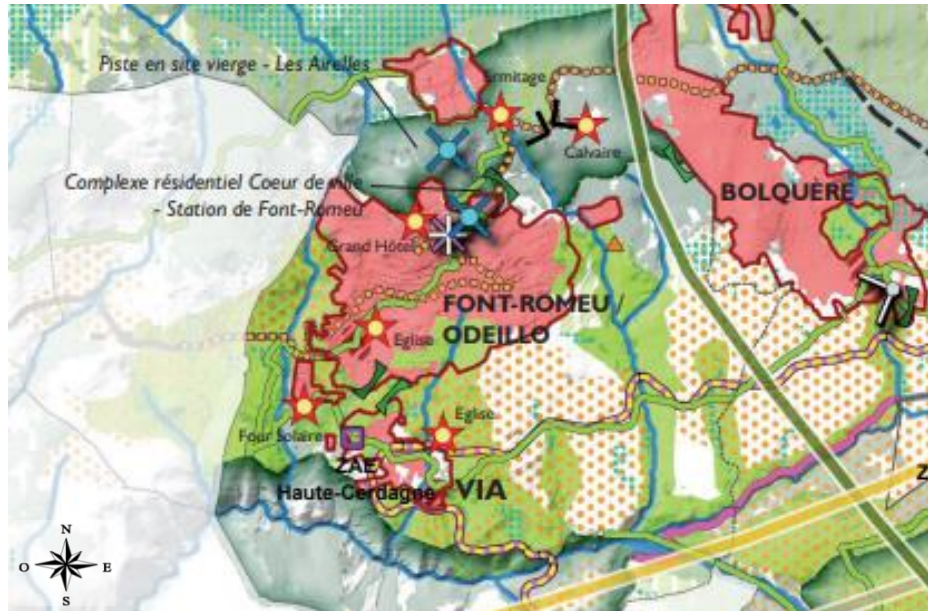 Piste en site vierge - Les Airelles
Ermitage
Calvaire
Complexe résidentiel Coeur de ville
- Station de Font-Romeu
BOLQUÈRE
Grand Hôtel
FONT-ROMEU /
ODEILLO
Eglise
Eglise
Four Solaire
ZAE
Haute-Cerdagne
VIA
Z
N
O
E
S